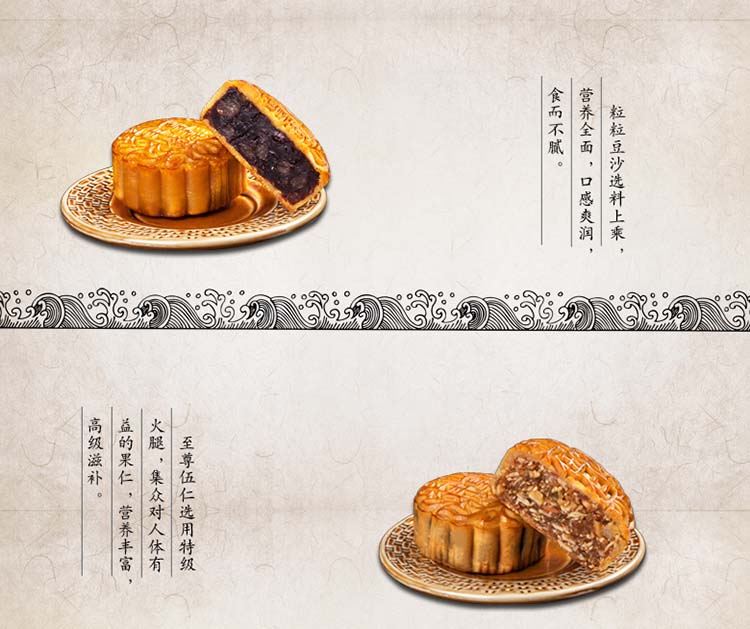 粒粒豆沙选料上乘，
营养全面，口感爽润，
食而不腻。
至尊伍仁选用特级
火腿，集众对人体有
益的果仁，营养丰富，
高级滋补。